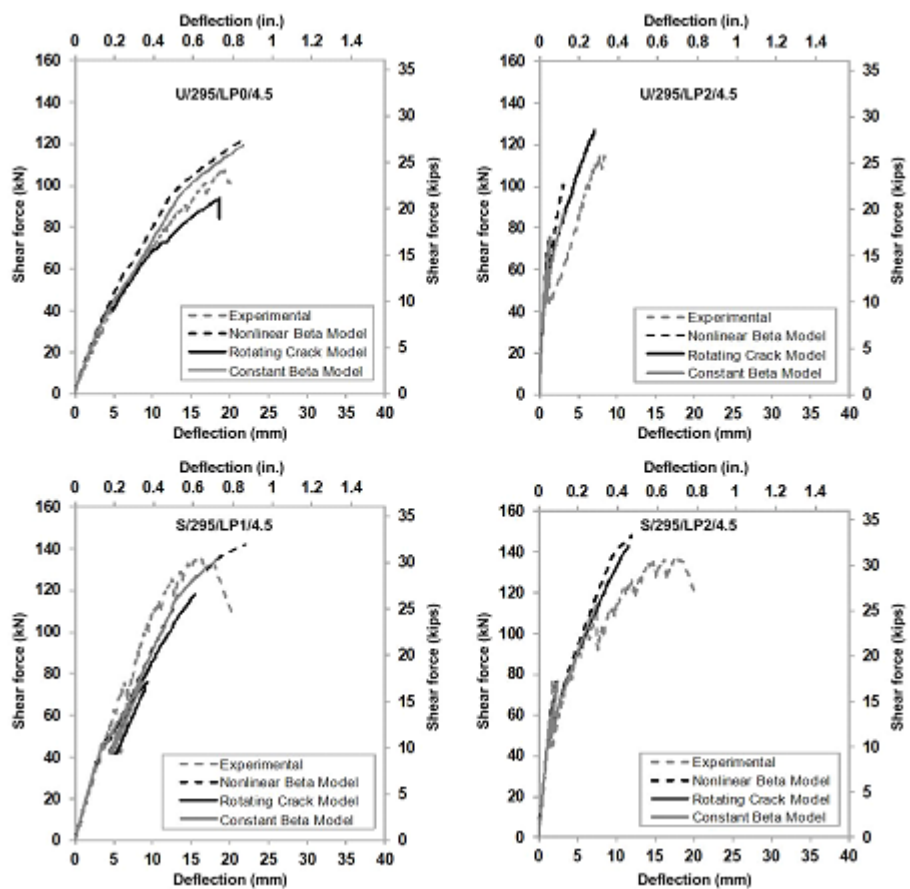 Deflection (in.)
0 0.2 0.4 0.6 0.8 1 1.2 1.4
160
140
120
100
80
60
40
20
0
Shear force (kN)
U/295/LP0/4.5
35
30
25
20
15
10
5
0
Shear force (kips)
Experimental
Nonlinear Beta Model
Rotating Crack Model
Constant Beta Model
0 5 10 15 20 25 30 35 40
Deflection (mm)
Deflection (in.)
0 0.2 0.4 0.6 0.8 1 1.2 1.4
160
140
120
100
80
60
40
20
0
Shear force (kN)
U/295/LP2/4.5
35
30
25
20
15
10
5
0
Shear force (kips)
Experimental
Nonlinear Beta Model
Rotating Crack Model
Constant Beta Model
0 5 10 15 20 25 30 35 40
Deflection (mm)
Deflection (in.)
0 0.2 0.4 0.6 0.8 1 1.2 1.4
160
140
120
100
80
60
40
20
0
Shear force (kN)
S/295/LP1/4.5
35
30
25
20
15
10
5
0
Shear force (kips)
Experimental
Nonlinear Beta Model
Rotating Crack Model
Constant Beta Model
0 5 10 15 20 25 30 35 40
Deflection (mm)
Deflection (in.)
0 0.2 0.4 0.6 0.8 1 1.2 1.4
160
140
120
100
80
60
40
20
0
Shear force (kN)
S/295/LP2/4.5
35
30
25
20
15
10
5
0
Shear force (kips)
Experimental
Nonlinear Beta Model
Rotating Crack Model
Constant Beta Model
0 5 10 15 20 25 30 35 40
Deflection (mm)